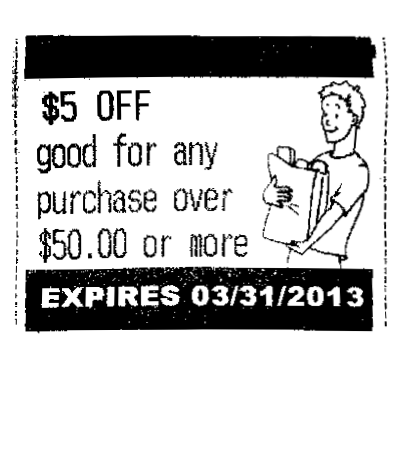 $5 OFF
good for any
purchase over
$50.00 or more
EXPIRES 03/31/2013